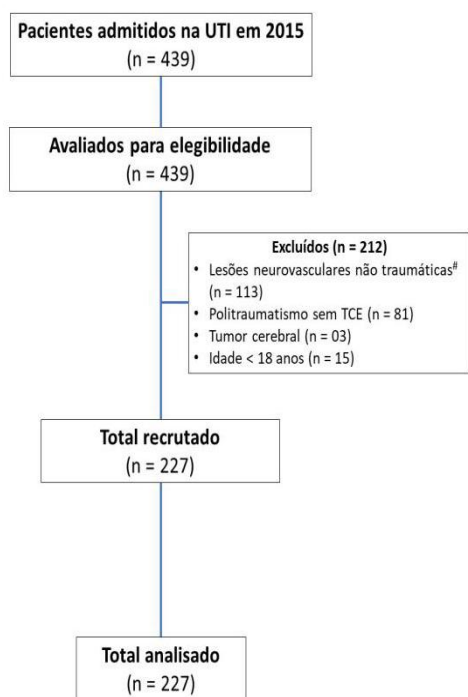 Pacientes admitidos na UTI em 2015
(n = 439)
Avaliados para elegibilidade
(n = 439)
Excluídos (n = 212)
• Lesões neurovasculares não traumáticas#
(n = 113)
• Politraumatismo sem TCE (n = 81)
• Tumor cerebral (n = 03)
• Idade < 18 anos (n = 15)
Total recrutado
(n = 227)
Total analisado
(n = 227)